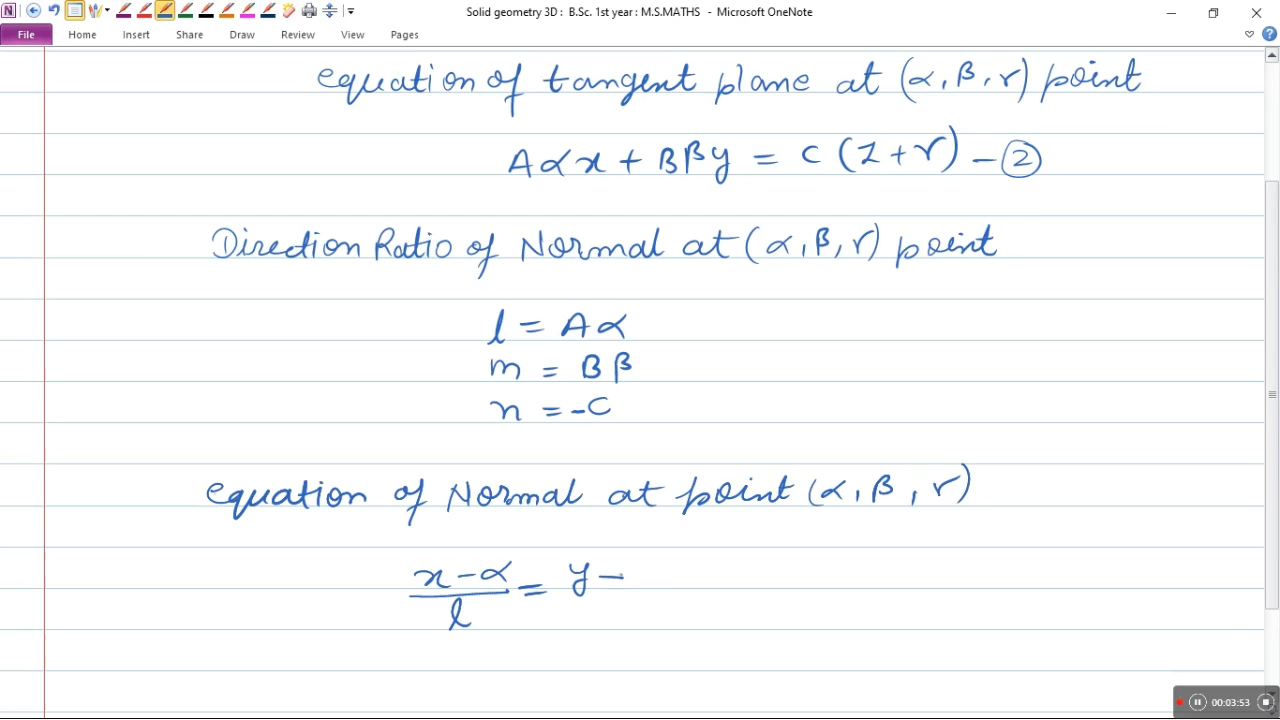 Solid geometry 3D : B.Sc. 1st year : M.S.MATHS - Microsoft OneNote
File Home Insert Share Draw Review View Pages
equation of tangent plane at (α, β, r) point
Aαx + Bβy = C (z + r) - ②
Direction Ratio of Normal at (α, β, r) point
l = Aα
m = Bβ
n = -C
equation of Normal at point (α, β, r)
x - α / l = y -
00:03:53